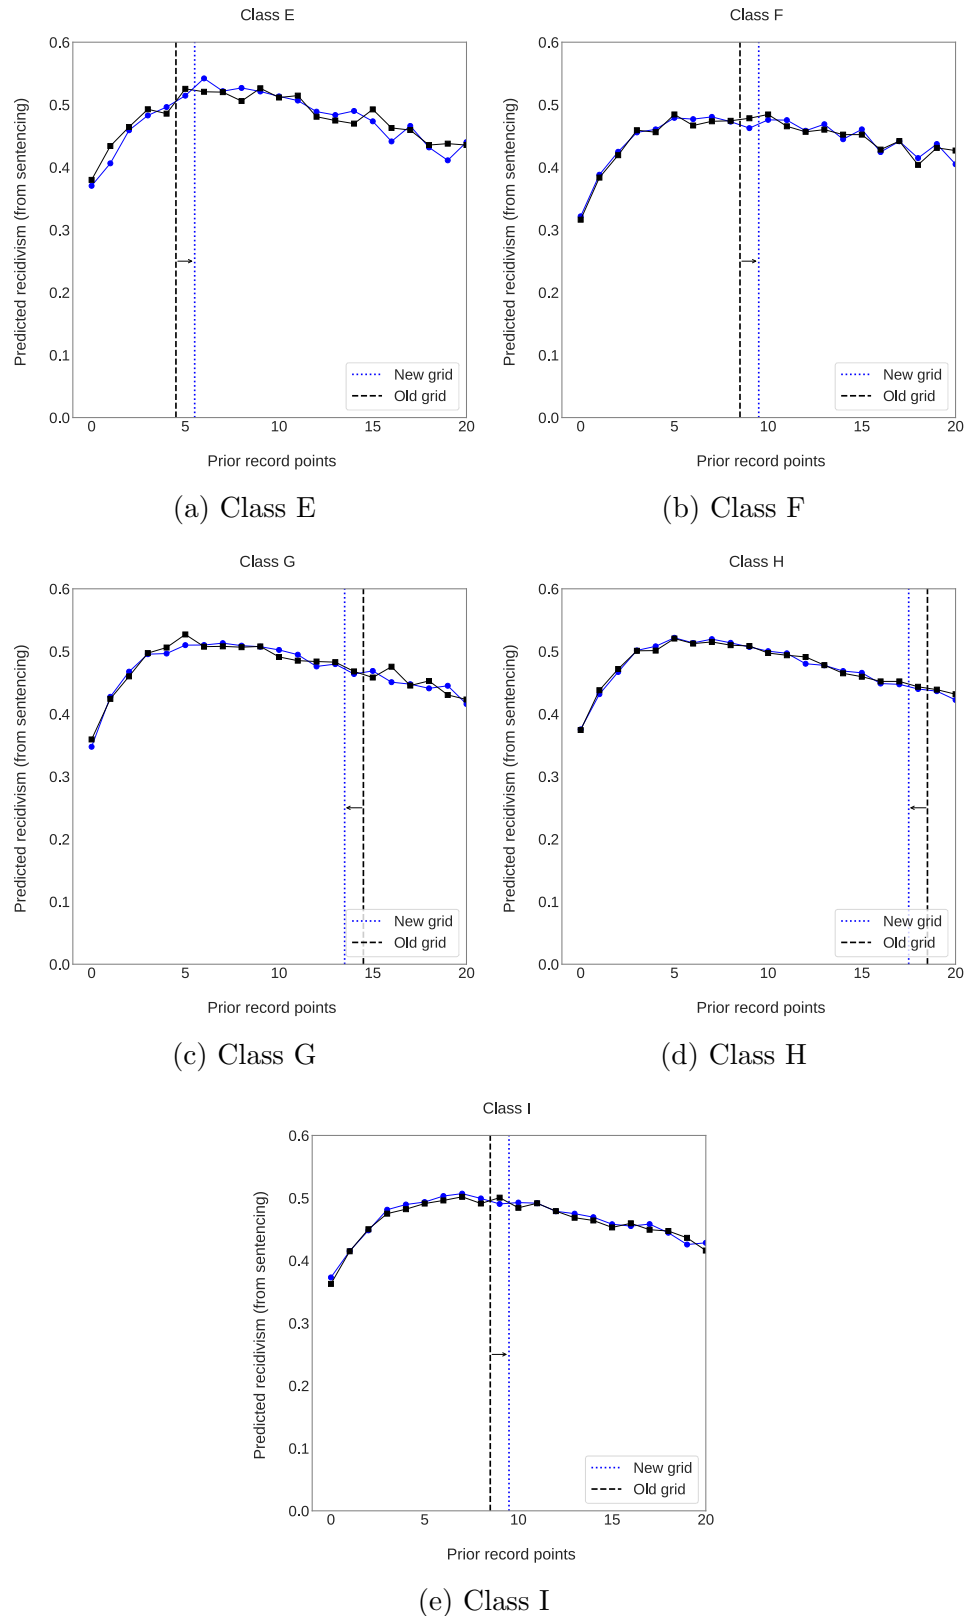 Class E
Class F
0.6
0.5
0.4
0.3
0.2
0.1
0.0
Predicted recidivism (from sentencing)
New grid
Old grid
0 5 10 15 20
Prior record points
0.6
0.5
0.4
0.3
0.2
0.1
0.0
Predicted recidivism (from sentencing)
New grid
Old grid
0 5 10 15 20
Prior record points
(a) Class E
(b) Class F
Class G
Class H
0.6
0.5
0.4
0.3
0.2
0.1
0.0
Predicted recidivism (from sentencing)
New grid
Old grid
0 5 10 15 20
Prior record points
0.6
0.5
0.4
0.3
0.2
0.1
0.0
Predicted recidivism (from sentencing)
New grid
Old grid
0 5 10 15 20
Prior record points
(c) Class G
(d) Class H
Class I
0.6
0.5
0.4
0.3
0.2
0.1
0.0
Predicted recidivism (from sentencing)
New grid
Old grid
0 5 10 15 20
Prior record points
(e) Class I